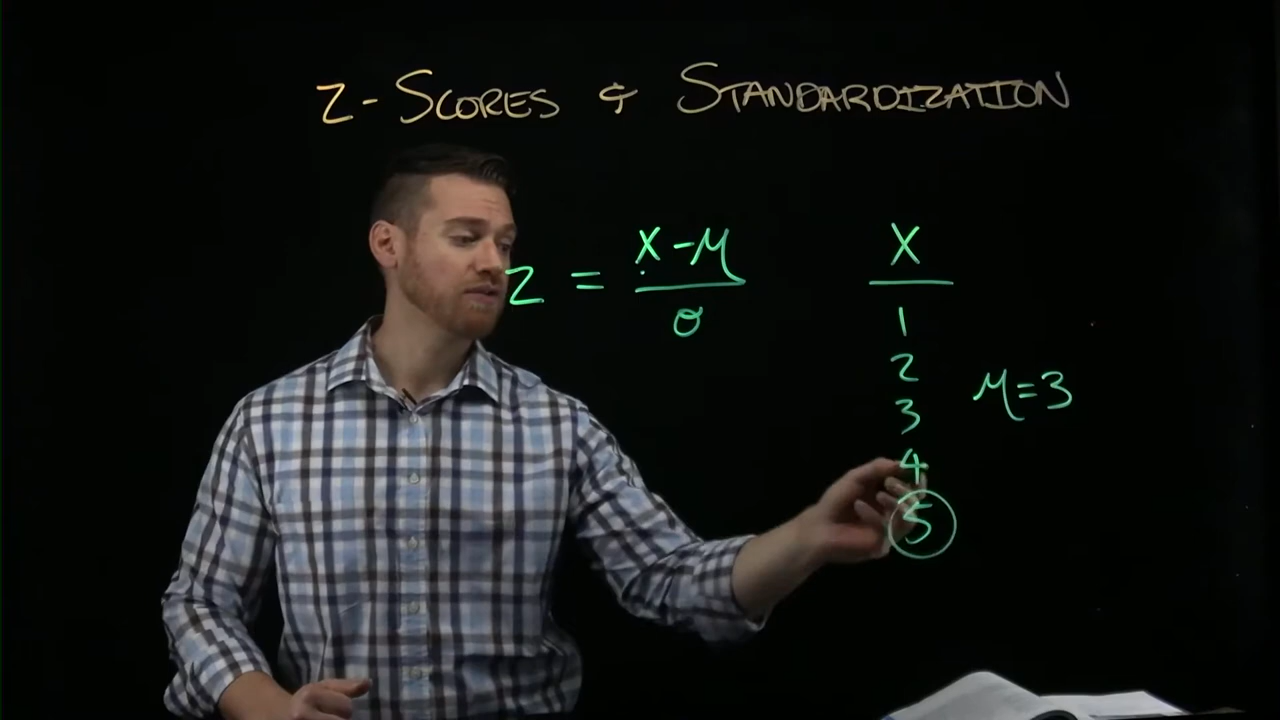 Z-SCORES & STANDARDIZATION
Z = X-μ
σ
X
1
2
3
μ=3
4
5